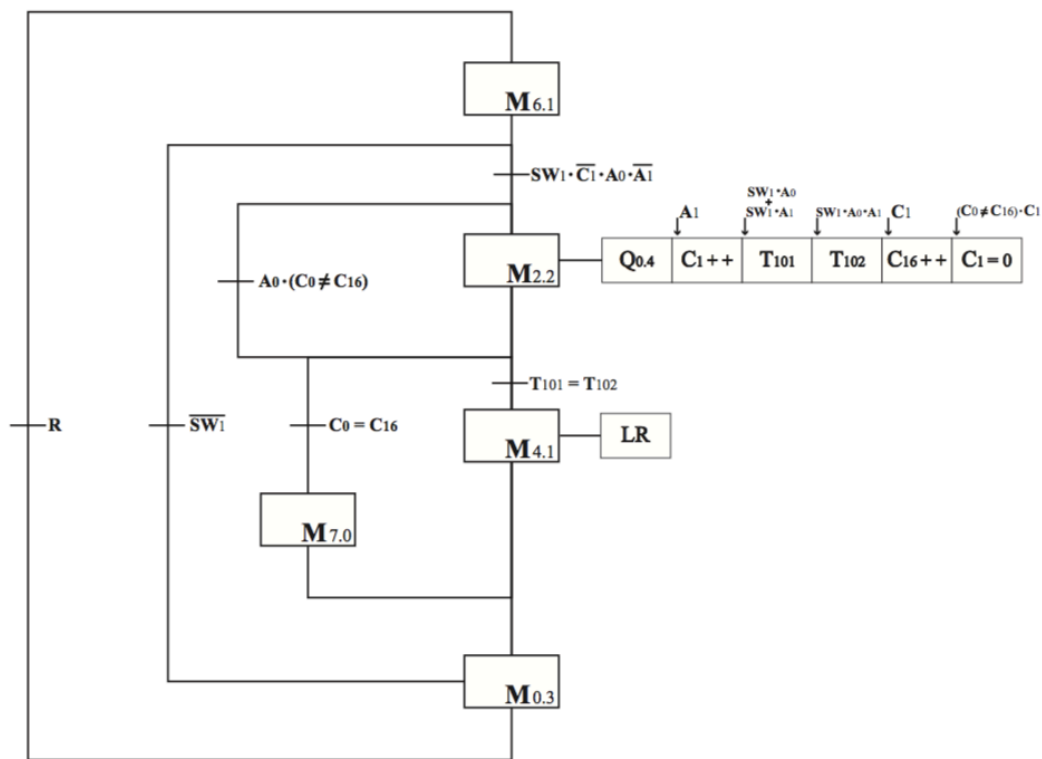 M6.1
SW1·C̅1̅·A0·A̅1̅
SW1·A0
+
SW1·A1
A1
SW1·A0·A1
C1
(C0≠C16)·C1
Q0.4
C1++
T101
T102
C16++
C1=0
M2.2
A0·(C0≠C16)
T101 = T102
R
S̅W̅1̅
C0 = C16
M4.1
LR
M7.0
M0.3